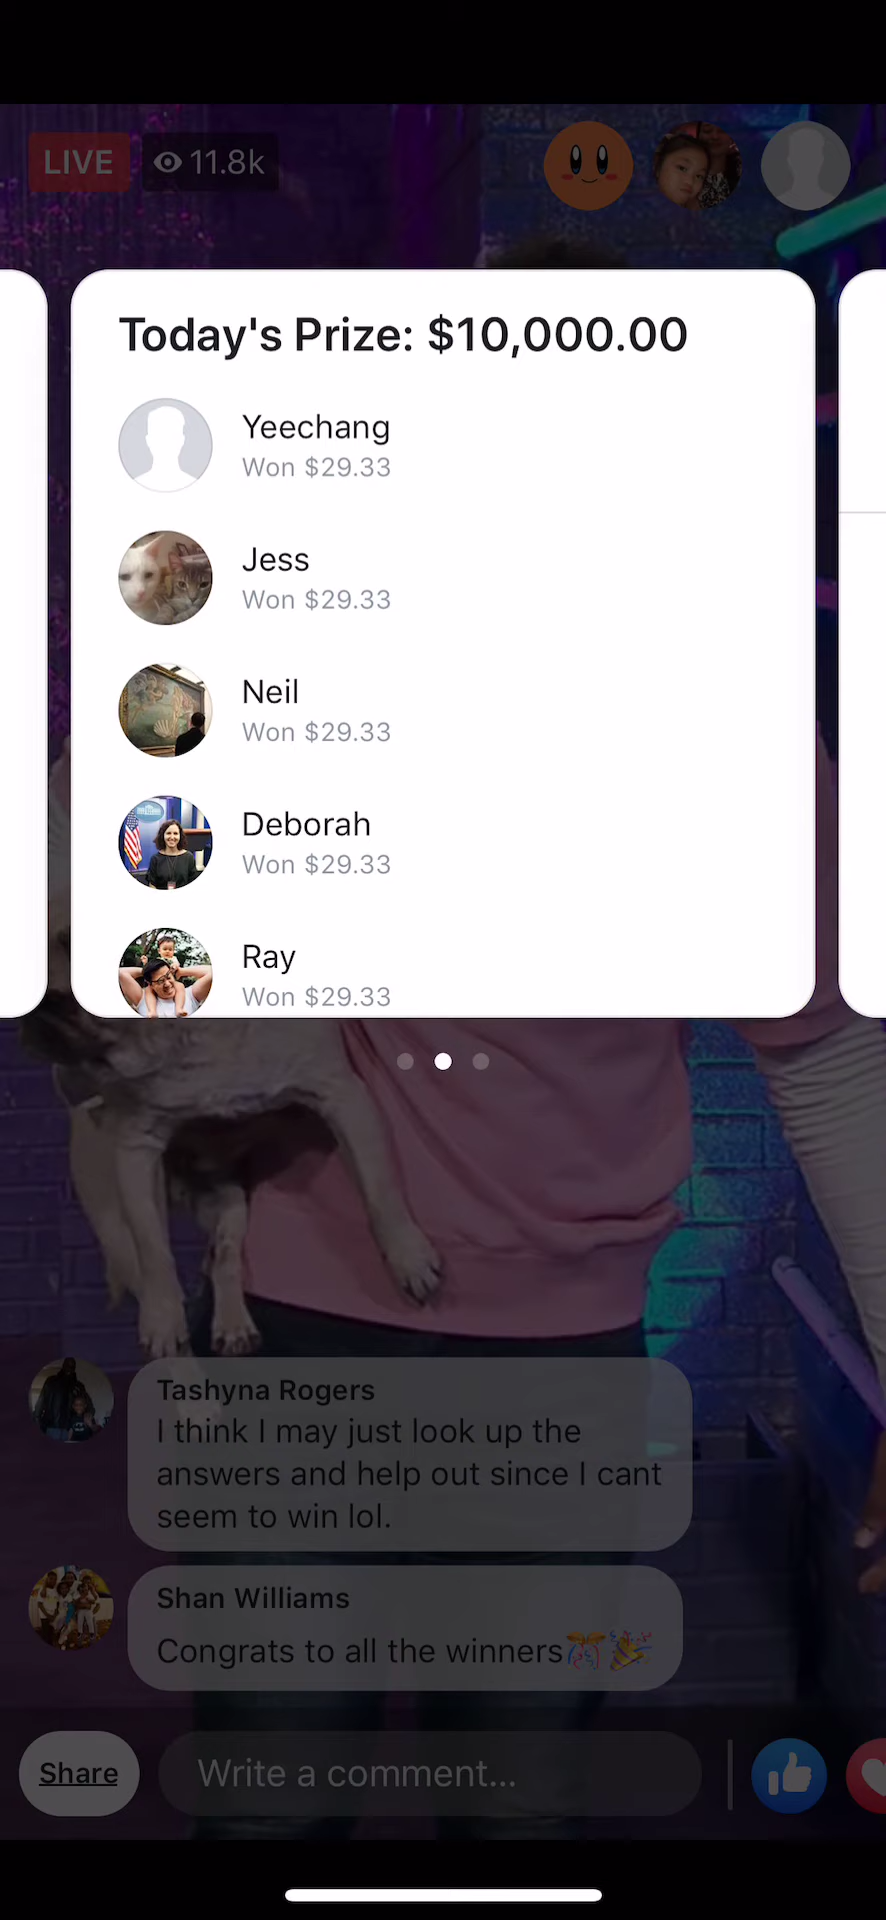 LIVE 11.8k
Today's Prize: $10,000.00
Yeechang
Won $29.33
Jess
Won $29.33
Neil
Won $29.33
Deborah
Won $29.33
Ray
Won $29.33
Tashyna Rogers
I think I may just look up the
answers and help out since I cant
seem to win lol.
Shan Williams
Congrats to all the winners🎊🎉
Share
Write a comment...